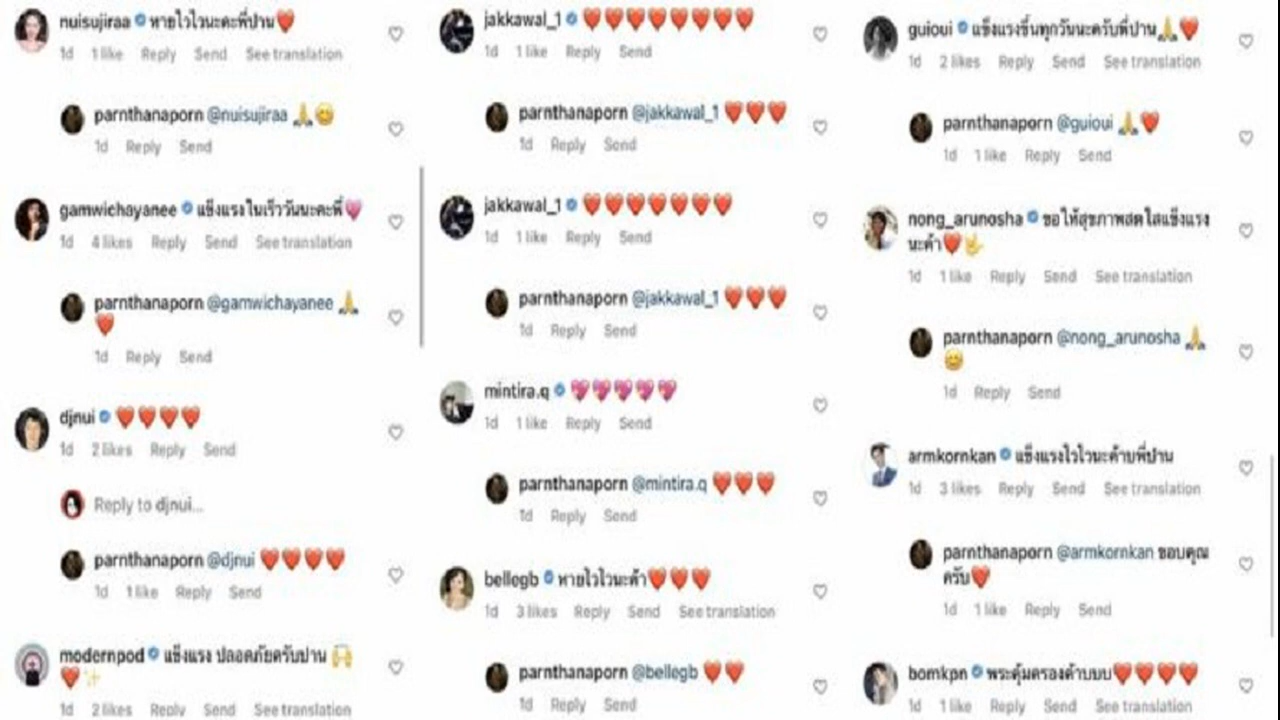 nuisujiraa หายไวไวนะคะพี่ปาน❤️
1d 1 like Reply Send See translation
parnthanaporn @nuisujiraa 🙏😊
1d Reply Send
gamwichayanee แข็งแรงในเร็ววันนะคะพี่💗
1d 4 likes Reply Send See translation
parnthanaporn @gamwichayanee 🙏
❤️
1d Reply Send
djnui ❤️❤️❤️❤️
1d 2 likes Reply Send
Reply to djnui...
parnthanaporn @djnui ❤️❤️❤️❤️
1d 1 like Reply Send
modernpod แข็งแรง ปลอดภัยครับปาน 🙌
❤️✨
1d 2 likes Reply Send See translation
jakkawal_1 ❤️❤️❤️❤️❤️❤️❤️❤️
1d 1 like Reply Send
parnthanaporn @jakkawal_1 ❤️❤️❤️
1d Reply Send
jakkawal_1 ❤️❤️❤️❤️❤️❤️❤️
1d 1 like Reply Send
parnthanaporn @jakkawal_1 ❤️❤️❤️
1d Reply Send
mintira.q 💖💖💖💖💖
1d 1 like Reply Send
parnthanaporn @mintira.q ❤️❤️❤️
1d Reply Send
bellegb หายไวไวนะค้า❤️❤️❤️
1d 3 likes Reply Send See translation
parnthanaporn @bellegb ❤️❤️
1d Reply Send
guioui แข็งแรงขึ้นทุกวันนะครับพี่ปาน🙏❤️
1d 2 likes Reply Send See translation
parnthanaporn @guioui 🙏❤️
1d 1 like Reply Send
nong_arunosha ขอให้สุขภาพสดใสแข็งแรง
นะค้า❤️🤟
1d 1 like Reply Send See translation
parnthanaporn @nong_arunosha 🙏
😊
1d Reply Send
armkornkan แข็งแรงไวไวนะค้าบพี่ปาน
1d 3 likes Reply Send See translation
parnthanaporn @armkornkan ขอบคุณ
ครับ❤️
1d 1 like Reply Send
bomkpn พระคุ้มครองค้าบบบ❤️❤️❤️❤️
1d 1 like Reply Send See translation